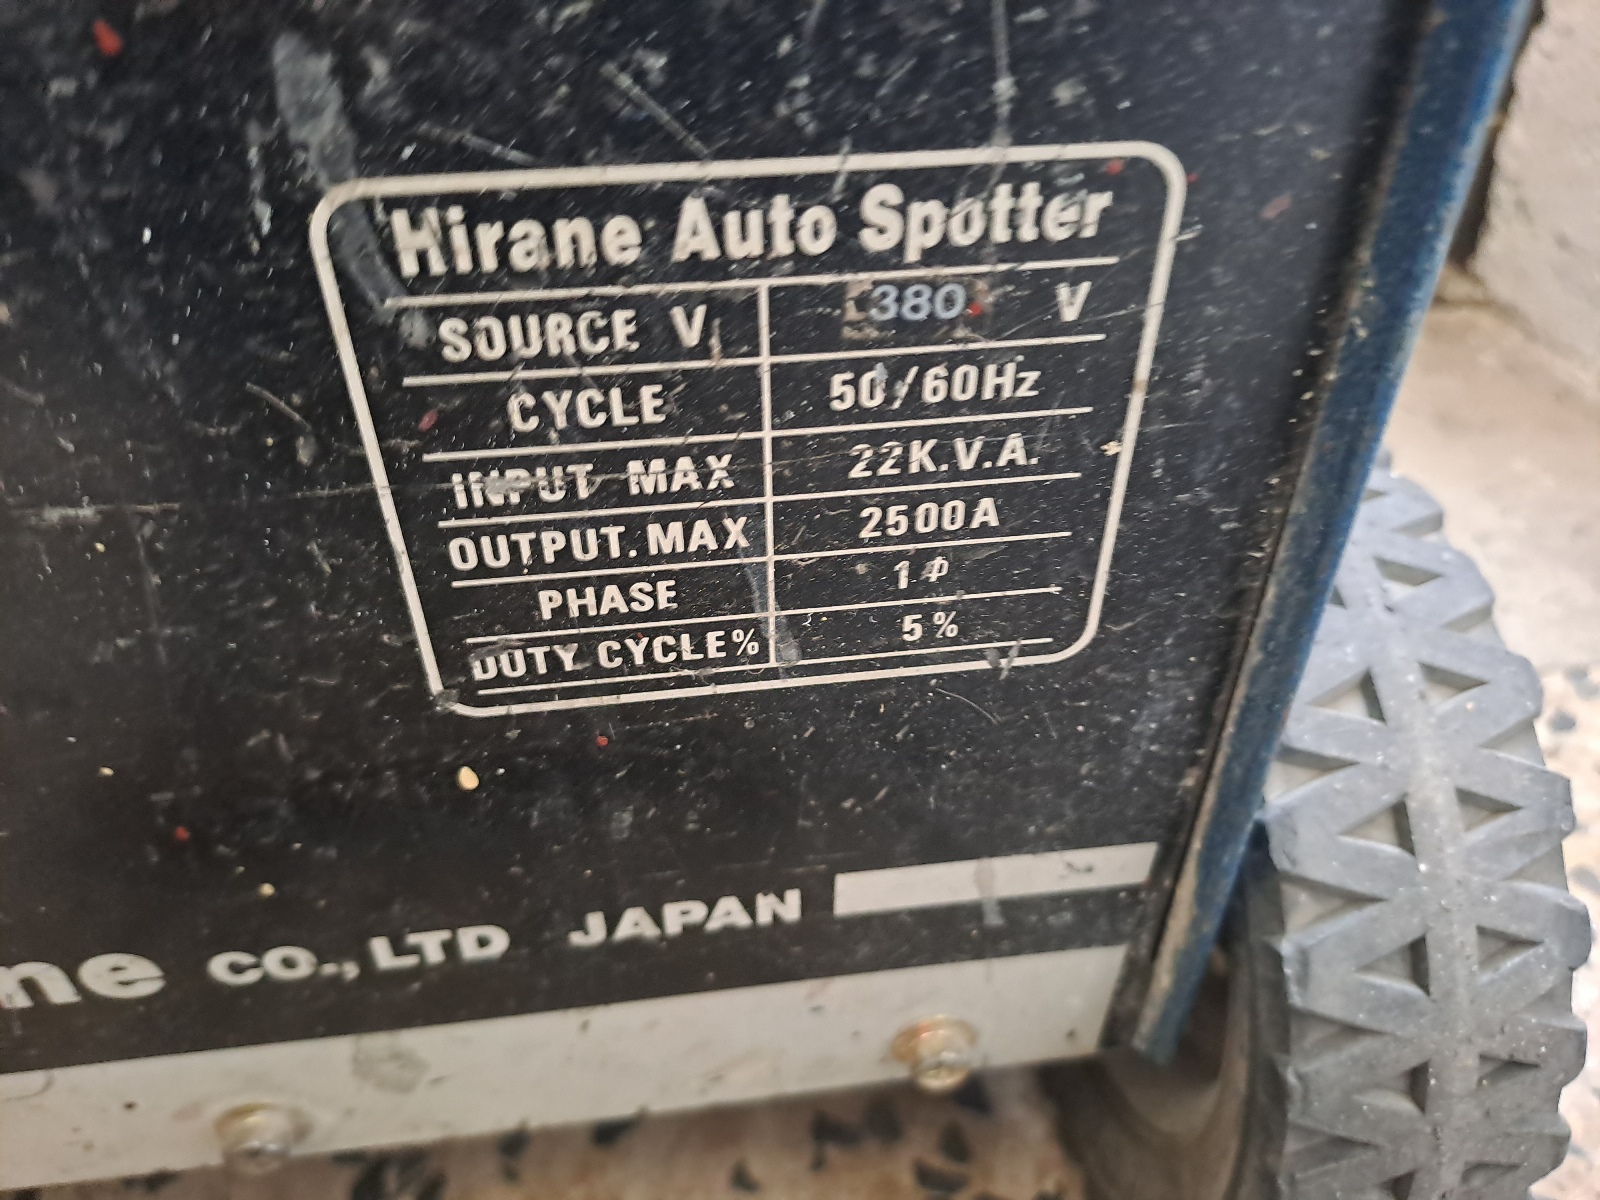 Hirane Auto Spotter
SOURCE V 380 V
CYCLE 50/60Hz
INPUT MAX 22K.V.A.
OUTPUT.MAX 2500A
PHASE 1Φ
DUTY CYCLE% 5%
ne CO., LTD JAPAN